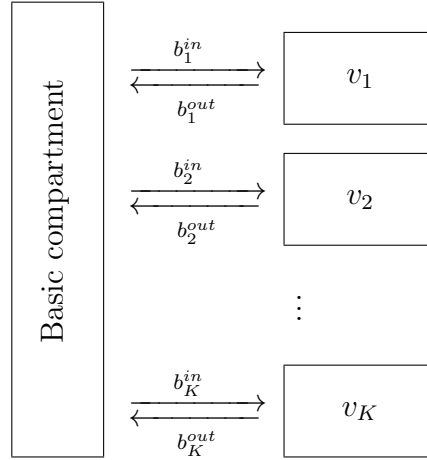 Basic compartment
b_1^{in}
b_1^{out}
v_1
b_2^{in}
b_2^{out}
v_2
⋮
b_K^{in}
b_K^{out}
v_K